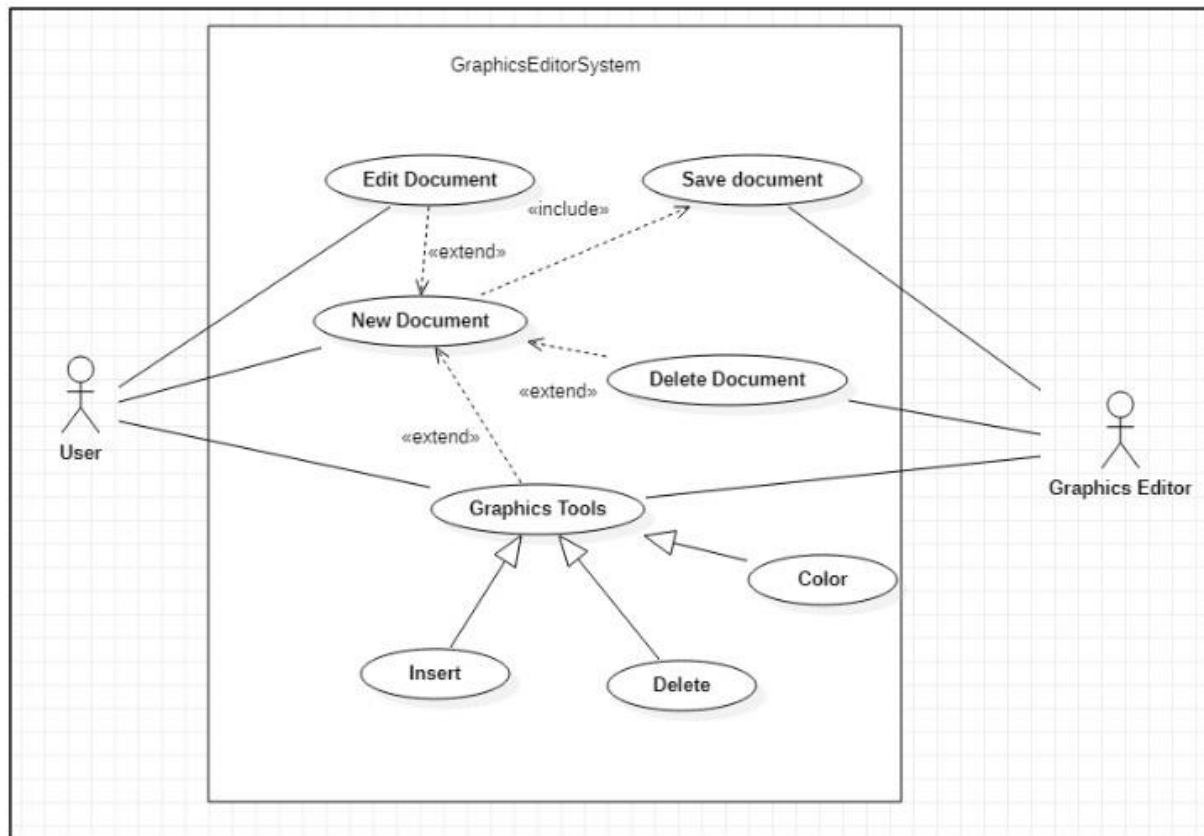 GraphicsEditorSystem
Edit Document
Save document
«include»
«extend»
New Document
Delete Document
«extend»
«extend»
User
Graphics Editor
Graphics Tools
Color
Insert
Delete